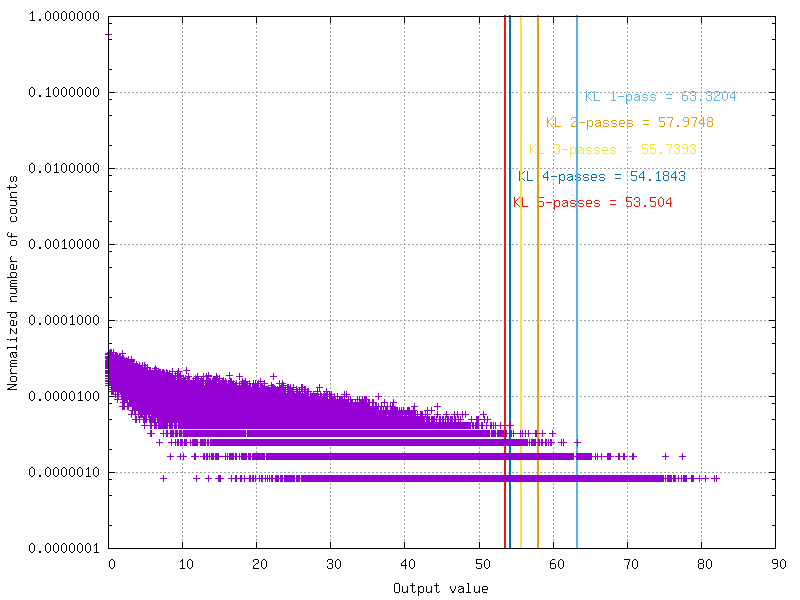 1.0000000
0.1000000
0.0100000
0.0010000
0.0001000
0.0000100
0.0000010
0.0000001
Normalized number of counts
KL 1-pass = 63.3204
KL 2-passes = 57.9748
KL 3-passes = 55.7393
KL 4-passes = 54.1843
KL 5-passes = 53.504
0 10 20 30 40 50 60 70 80 90
Output value